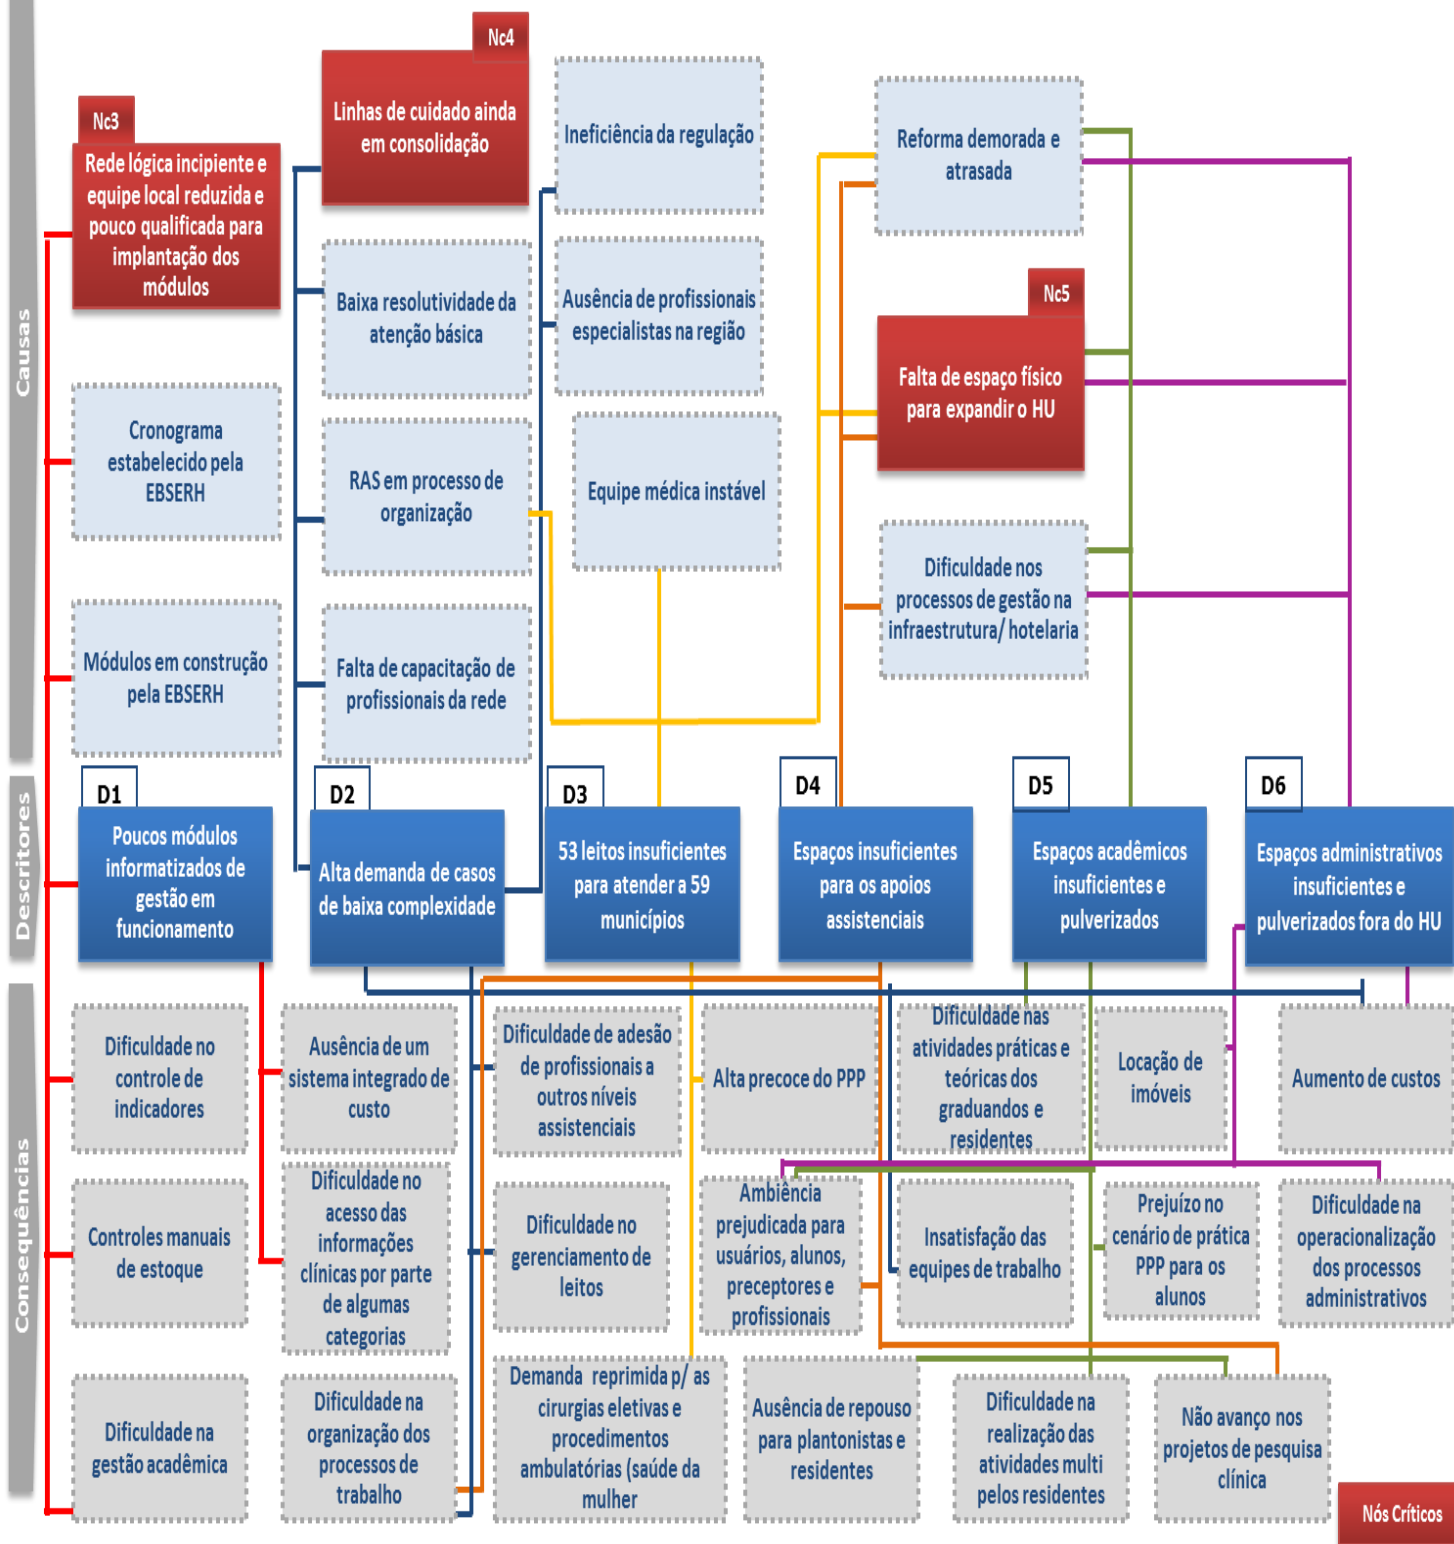 Causas
Nc3
Rede lógica incipiente e
equipe local reduzida e
pouco qualificada para
implantação dos
módulos
Cronograma
estabelecido pela
EBSERH
Módulos em construção
pela EBSERH
Nc4
Linhas de cuidado ainda
em consolidação
Baixa resolutividade da
atenção básica
RAS em processo de
organização
Falta de capacitação de
profissionais da rede
Ineficiência da regulação
Ausência de profissionais
especialistas na região
Equipe médica instável
Reforma demorada e
atrasada
Nc5
Falta de espaço físico
para expandir o HU
Dificuldade nos
processos de gestão na
infraestrutura/ hotelaria
Descritores
D1
Poucos módulos
informatizados de
gestão em
funcionamento
D2
Alta demanda de casos
de baixa complexidade
D3
53 leitos insuficientes
para atender a 59
municípios
D4
Espaços insuficientes
para os apoios
assistenciais
D5
Espaços acadêmicos
insuficientes e
pulverizados
D6
Espaços administrativos
insuficientes e
pulverizados fora do HU
Consequências
Dificuldade no
controle de
indicadores
Ausência de um
sistema integrado de
custo
Dificuldade de adesão
de profissionais a
outros níveis
assistenciais
Alta precoce do PPP
Dificuldade nas
atividades práticas e
teóricas dos
graduandos e
residentes
Locação de
imóveis
Aumento de custos
Controles manuais
de estoque
Dificuldade no
acesso das
informações
clínicas por parte
de algumas
categorias
Dificuldade no
gerenciamento de
leitos
Ambiência
prejudicada para
usuários, alunos,
preceptores e
profissionais
Insatisfação das
equipes de trabalho
Prejuízo no
cenário de prática
PPP para os
alunos
Dificuldade na
operacionalização
dos processos
administrativos
Dificuldade na
gestão acadêmica
Dificuldade na
organização dos
processos de
trabalho
Demanda reprimida p/ as
cirurgias eletivas e
procedimentos
ambulatórias (saúde da
mulher
Ausência de repouso
para plantonistas e
residentes
Dificuldade na
realização das
atividades multi
pelos residentes
Não avanço nos
projetos de pesquisa
clínica
Nós Críticos